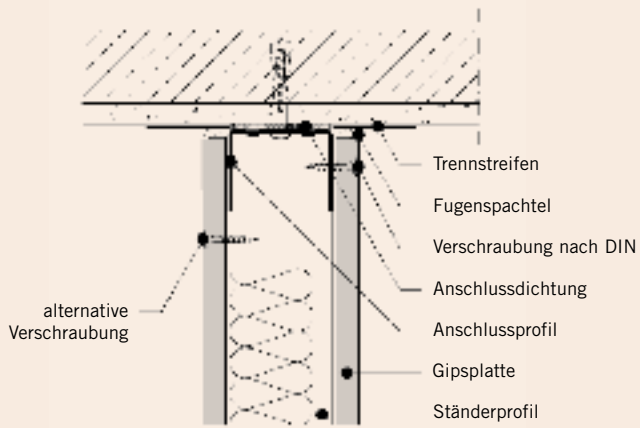 Trennstreifen
Fugenspachtel
Verschraubung nach DIN
Anschlussdichtung
Anschlussprofil
Gipsplatte
Ständerprofil
alternative
Verschraubung